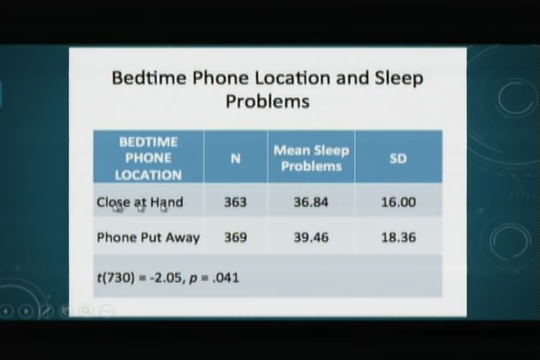 Bedtime Phone Location and Sleep
Problems
BEDTIME
PHONE
LOCATION
N
Mean Sleep
Problems
SD
Close at Hand
363
36.84
16.00
Phone Put Away
369
39.46
18.36
t(730) = -2.05, p = .041